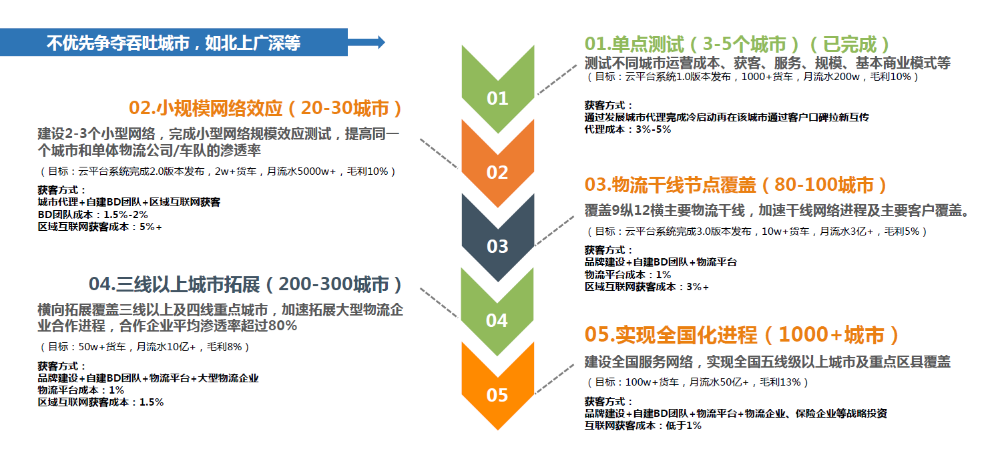 不优先争夺吞吐城市，如北上广深等
01.单点测试（3-5个城市）（已完成）
测试不同城市运营成本、获客、服务、规模、基本商业模式等
（目标：云平台系统1.0版本发布，1000+货车，月流水200w，毛利10%）
获客方式：
通过发展城市代理完成冷启动再在该城市通过客户口碑拉新互传
代理成本：3%-5%
01
02.小规模网络效应（20-30城市）
建设2-3个小型网络，完成小型网络规模效应测试，提高同一
个城市和单体物流公司/车队的渗透率
（目标：云平台系统完成2.0版本发布，2w+货车，月流水5000w+，毛利10%）
获客方式：
城市代理+自建BD团队+区域互联网获客
BD团队成本：1.5%-2%
区域互联网获客成本：5%+
02
03.物流干线节点覆盖（80-100城市）
覆盖9纵12横主要物流干线，加速干线网络进程及主要客户覆盖。
（目标：云平台系统完成3.0版本发布，10w+货车，月流水3亿+，毛利5%）
获客方式：
品牌建设+自建BD团队+物流平台
物流平台成本：1%
区域互联网获客成本：3%+
03
04.三线以上城市拓展（200-300城市）
横向拓展覆盖三线以上及四线重点城市，加速拓展大型物流企
业合作进程，合作企业平均渗透率超过80%
（目标：50w+货车，月流水10亿+，毛利8%）
获客方式：
品牌建设+自建BD团队+物流平台+大型物流企业
物流平台成本：1%
区域互联网获客成本：1.5%
04
05.实现全国化进程（1000+城市）
建设全国服务网络，实现全国五线级以上城市及重点区县覆盖
（目标：100w+货车，月流水50亿+，毛利13%）
获客方式：
品牌建设+自建BD团队+物流平台+物流企业、保险企业等战略投资
互联网获客成本：低于1%
05